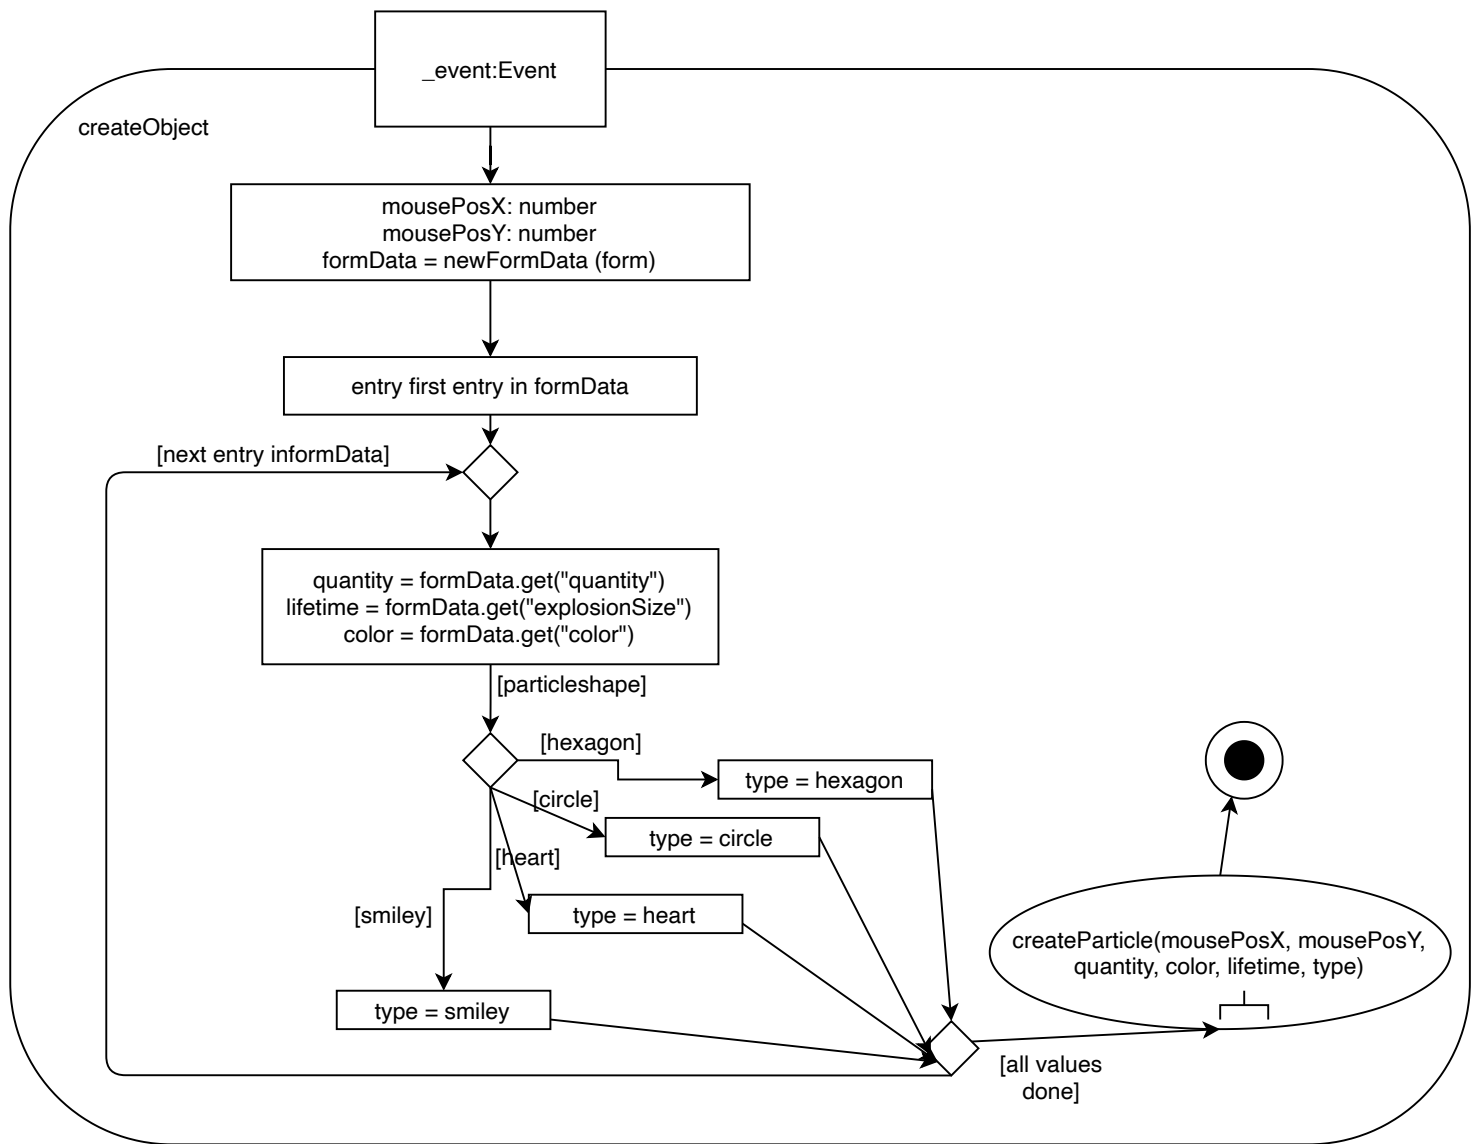 _event:Event
createObject
mousePosX: number
mousePosY: number
formData = newFormData (form)
entry first entry in formData
[next entry informData]
quantity = formData.get("quantity")
lifetime = formData.get("explosionSize")
color = formData.get("color")
[particleshape]
[hexagon]
type = hexagon
[circle]
type = circle
[heart]
type = heart
[smiley]
type = smiley
createParticle(mousePosX, mousePosY,
quantity, color, lifetime, type)
[all values
done]